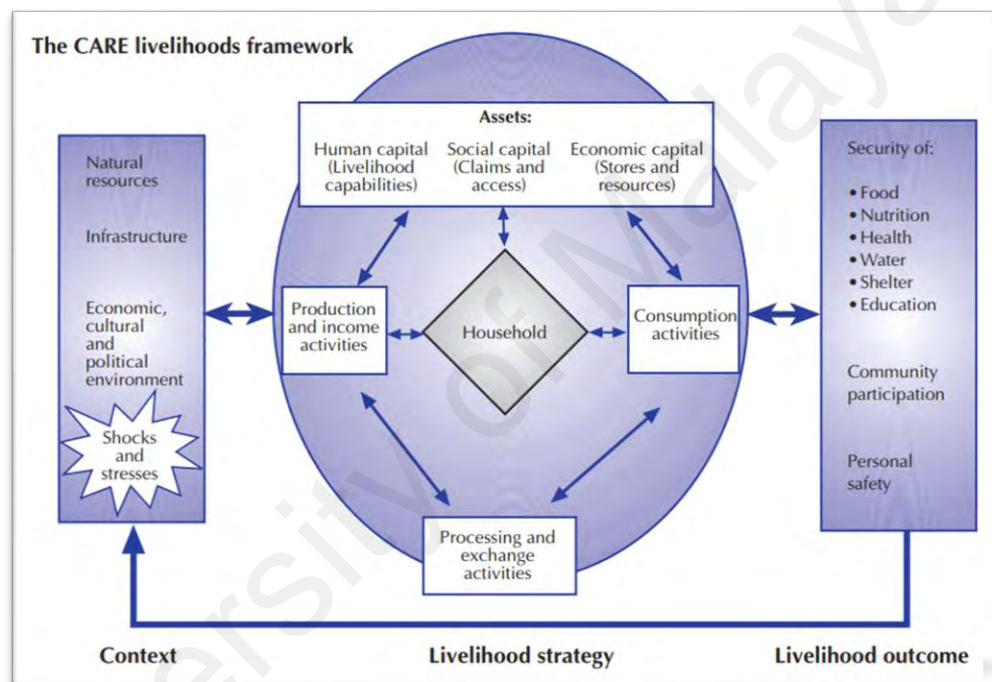 The CARE livelihoods framework
Assets:
Human capital
(Livelihood
capabilities)
Social capital
(Claims and
access)
Economic capital
(Stores and
resources)
Natural
resources
Infrastructure
Economic,
cultural
and
political
environment
Shocks
and
stresses
Production
and income
activities
Household
Consumption
activities
Processing and
exchange
activities
Security of:
• Food
• Nutrition
• Health
• Water
• Shelter
• Education
Community
participation
Personal
safety
Context
Livelihood strategy
Livelihood outcome
ersity of Malaya